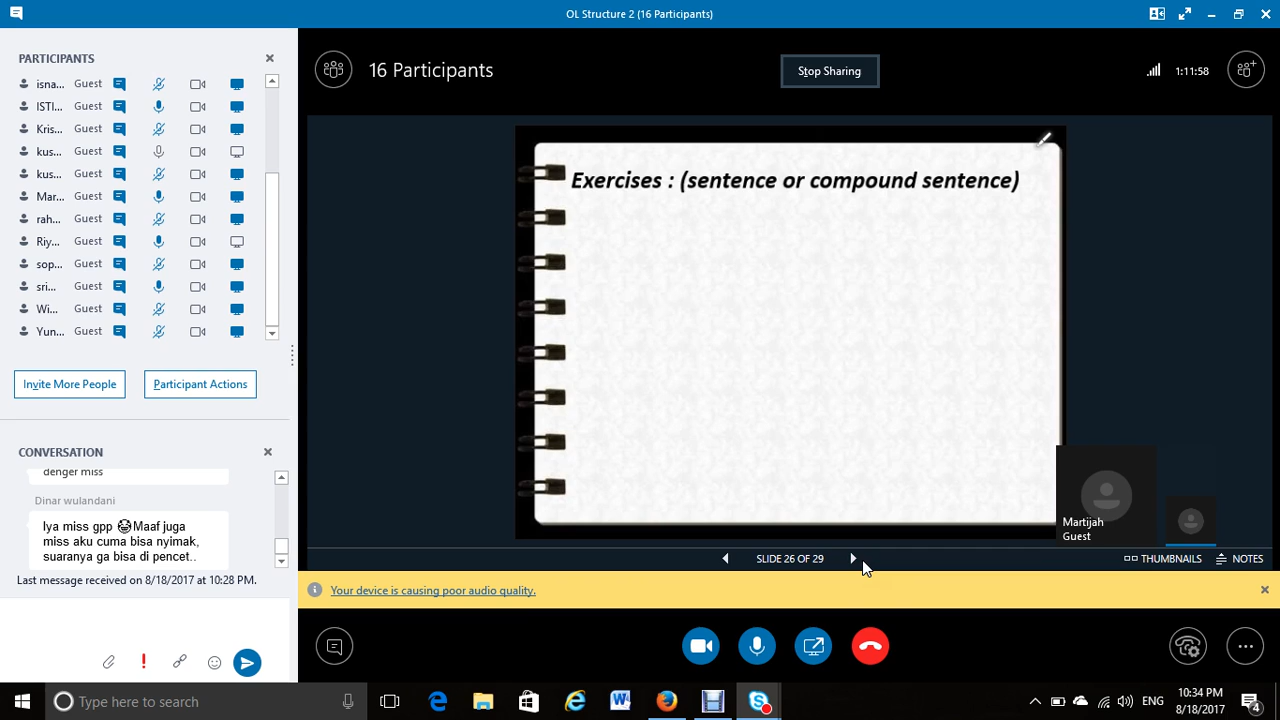 OL Structure 2 (16 Participants)
PARTICIPANTS
isna... Guest
ISTI... Guest
Kris... Guest
kus... Guest
kus... Guest
Mar... Guest
rah... Guest
Riy... Guest
sop... Guest
sri... Guest
Wi... Guest
Yun... Guest
Invite More People
Participant Actions
CONVERSATION
denger miss
Dinar wulandani
Iya miss gpp 😰Maaf juga
miss aku cuma bisa nyimak,
suaranya ga bisa di pencet..
Last message received on 8/18/2017 at 10:28 PM.
16 Participants
Stop Sharing
1:11:58
Exercises : (sentence or compound sentence)
Martijah
Guest
SLIDE 26 OF 29
THUMBNAILS
NOTES
Your device is causing poor audio quality.
Type here to search
ENG
10:34 PM
8/18/2017
4